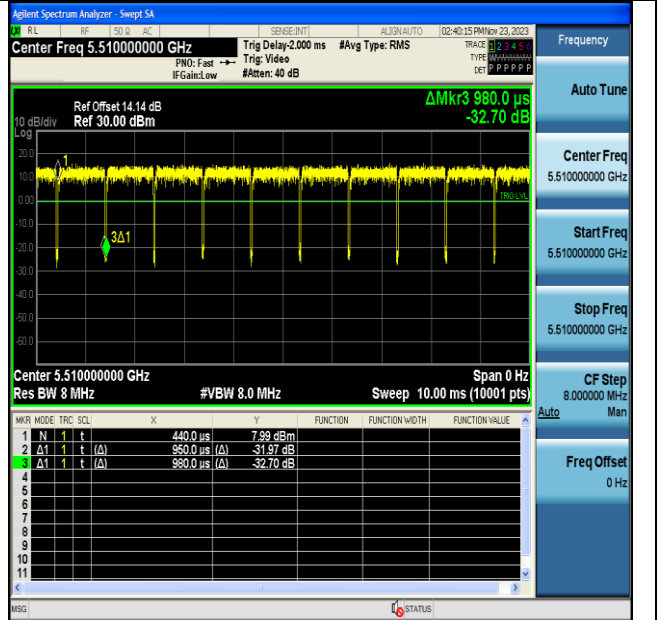 Agilent Spectrum Analyzer - Swept SA
LXI RL RF 50 Ω AC SENSE:INT ALIGN AUTO 02:40:15 PM Nov 23, 2023
Center Freq 5.510000000 GHz Trig Delay-2.000 ms #Avg Type: RMS TRACE 1 2 3 4 5 6
PNO: Fast Trig: Video TYPE W
IFGain:Low #Atten: 40 dB DET P P P P P P
Ref Offset 14.14 dB ΔMkr3 980.0 µs
10 dB/div Ref 30.00 dBm -32.70 dB
Log
20.0
1
10.0
0.00 TRIG LVL
-10.0
3Δ1
-20.0
-30.0
-40.0
-50.0
-60.0
Center 5.510000000 GHz Span 0 Hz
Res BW 8 MHz #VBW 8.0 MHz Sweep 10.00 ms (10001 pts)
MKR MODE TRC SCL X Y FUNCTION FUNCTION WIDTH FUNCTION VALUE
1 N 1 t 440.0 µs 7.99 dBm
2 Δ1 1 t (Δ) 950.0 µs (Δ) -31.97 dB
3 Δ1 1 t (Δ) 980.0 µs (Δ) -32.70 dB
4
5
6
7
8
9
10
11
MSG STATUS
Frequency
Auto Tune
Center Freq
5.510000000 GHz
Start Freq
5.510000000 GHz
Stop Freq
5.510000000 GHz
CF Step
8.000000 MHz
Auto Man
Freq Offset
0 Hz